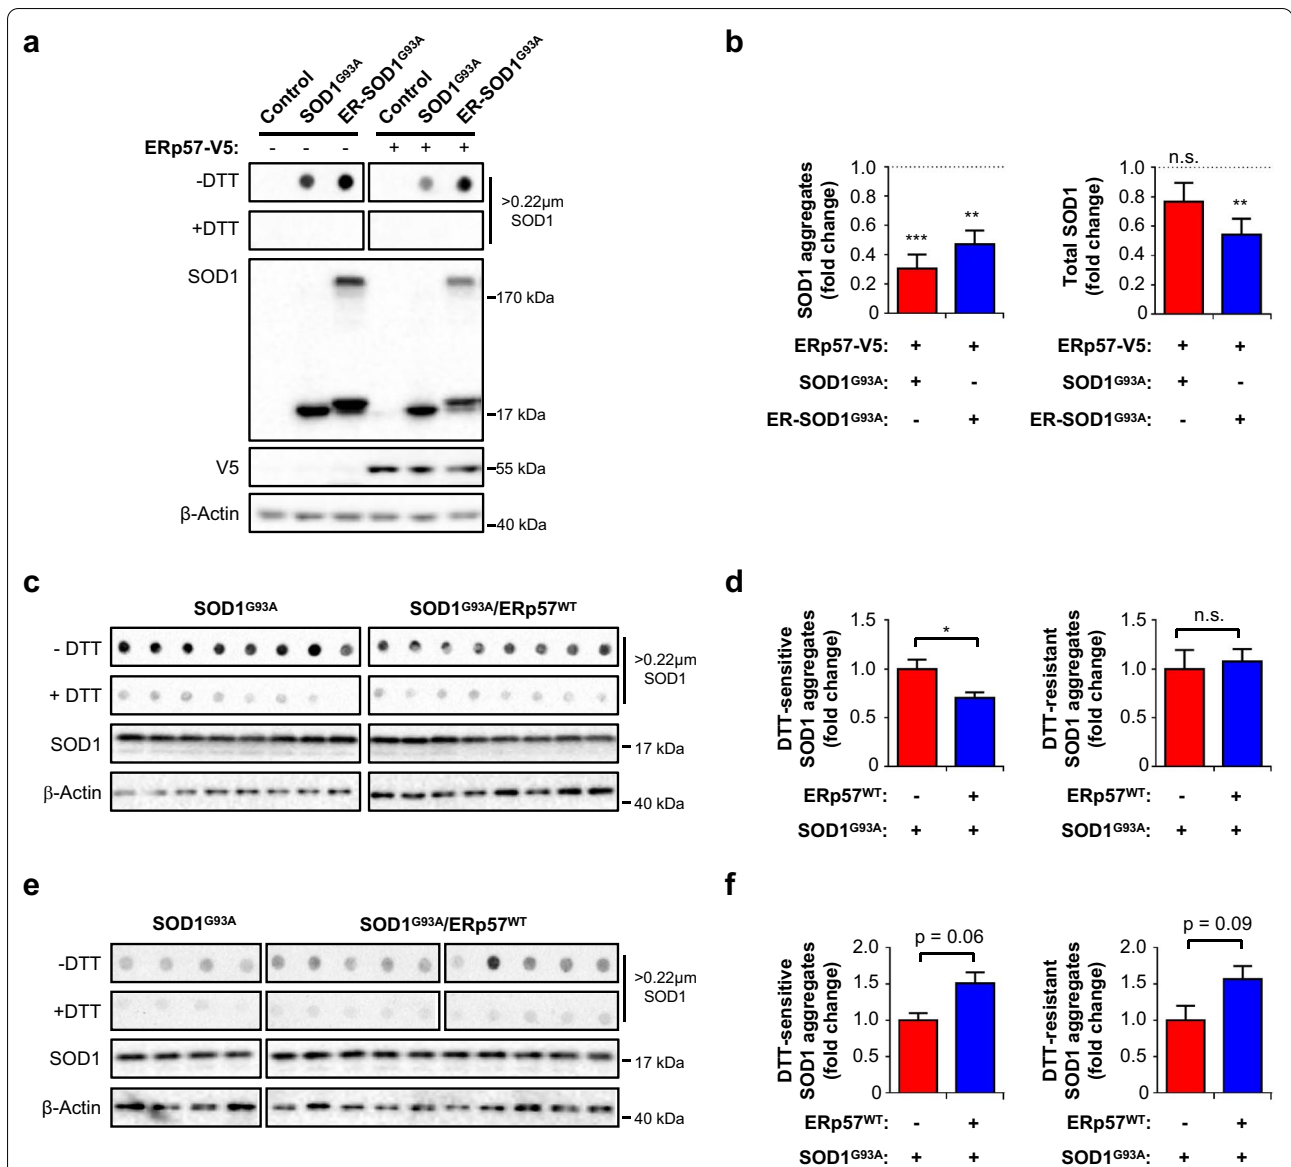 a
Control
SOD1G93A
ER-SOD1G93A
Control
SOD1G93A
ER-SOD1G93A
ERp57-V5: - - - + + +
-DTT
+DTT
>0.22µm
SOD1
SOD1
170 kDa
17 kDa
V5
55 kDa
β-Actin
40 kDa
b
SOD1 aggregates
(fold change)
1.0
0.8
0.6
0.4
0.2
0
***
**
ERp57-V5: + +
SOD1G93A: + -
ER-SOD1G93A: - +
Total SOD1
(fold change)
1.0
0.8
0.6
0.4
0.2
0
n.s.
**
ERp57-V5: + +
SOD1G93A: + -
ER-SOD1G93A: - +
c
SOD1G93A
SOD1G93A/ERp57WT
- DTT
+ DTT
>0.22µm
SOD1
SOD1
17 kDa
β-Actin
40 kDa
d
DTT-sensitive
SOD1 aggregates
(fold change)
1.5
1.0
0.5
0
*
ERp57WT: - +
SOD1G93A: + +
DTT-resistant
SOD1 aggregates
(fold change)
1.5
1.0
0.5
0
n.s.
ERp57WT: - +
SOD1G93A: + +
e
SOD1G93A
SOD1G93A/ERp57WT
-DTT
+DTT
>0.22µm
SOD1
SOD1
17 kDa
β-Actin
40 kDa
f
DTT-sensitive
SOD1 aggregates
(fold change)
2.0
1.5
1.0
0.5
0
p = 0.06
ERp57WT: - +
SOD1G93A: + +
DTT-resistant
SOD1 aggregates
(fold change)
2.0
1.5
1.0
0.5
0
p = 0.09
ERp57WT: - +
SOD1G93A: + +